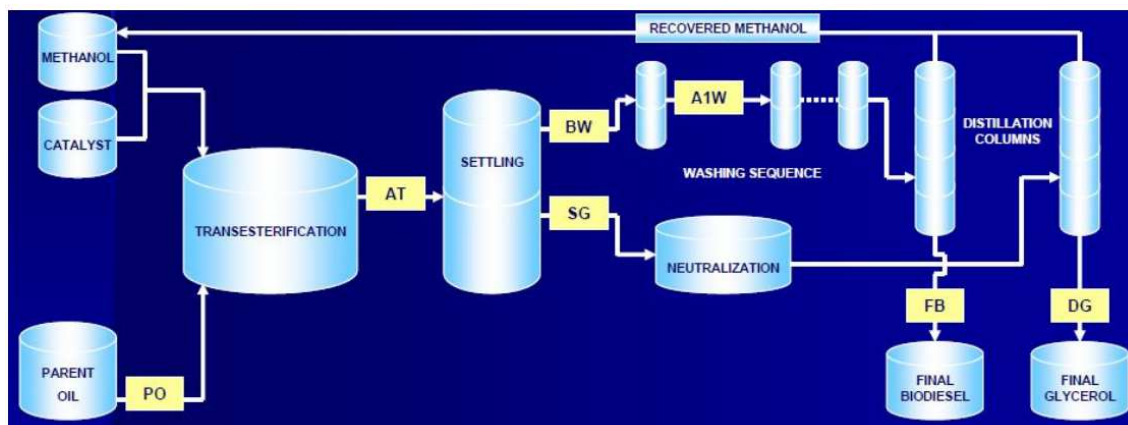 RECOVERED METHANOL
METHANOL
CATALYST
BW
A1W
SETTLING
DISTILLATION
COLUMNS
WASHING SEQUENCE
AT
SG
TRANSESTERIFICATION
NEUTRALIZATION
FB
DG
PARENT
OIL
PO
FINAL
BIODIESEL
FINAL
GLYCEROL